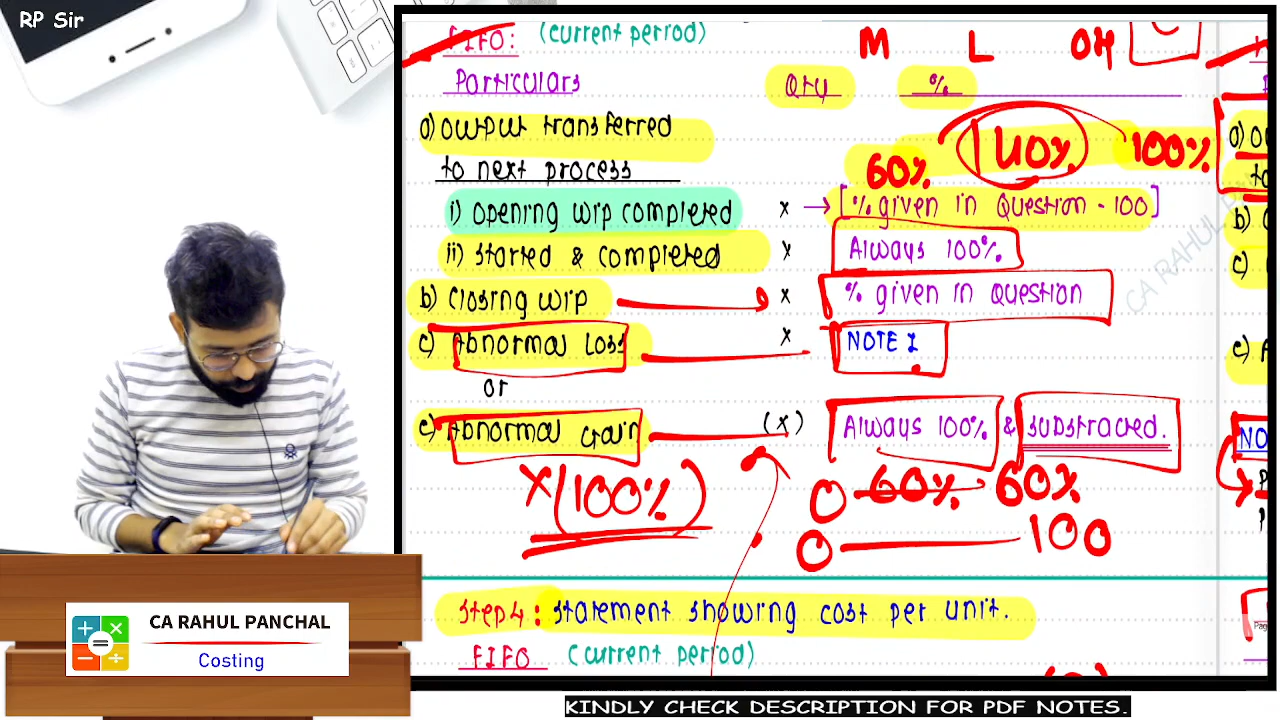 RP Sir
FIFO: (current period)
M L OH
Particulars Qty %
a) Output transferred
to next process
60% 40% 100%
i) Opening wip completed x → [% given in Question - 100]
ii) Started & completed x Always 100%.
b) Closing wip x % given in Question
c) Abnormal Loss x NOTE 1
or
c) Abnormal Gain (x) Always 100% & substracted.
x (100%) 0 60% 60%
0 100
Step 4: Statement showing cost per unit.
FIFO (current period)
CA RAHUL
CA RAHUL PANCHAL
Costing
KINDLY CHECK DESCRIPTION FOR PDF NOTES.